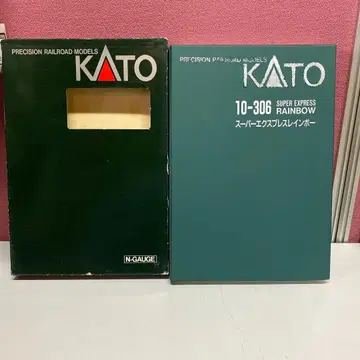 PRECISION RAILROAD MODELS
KATO
N-GAUGE
PRECISION RAILROAD MODELS
KATO
10-306 SUPER EXPRESS
RAINBOW
スーパーエクスプレスレインボー